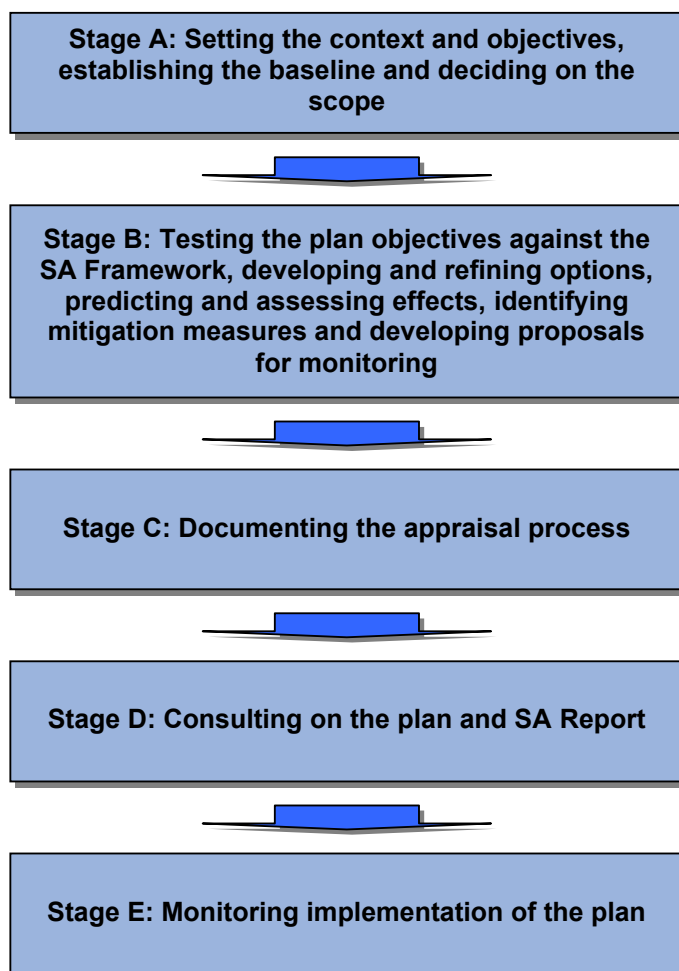 Stage A: Setting the context and objectives,
establishing the baseline and deciding on the
scope
Stage B: Testing the plan objectives against the
SA Framework, developing and refining options,
predicting and assessing effects, identifying
mitigation measures and developing proposals
for monitoring
Stage C: Documenting the appraisal process
Stage D: Consulting on the plan and SA Report
Stage E: Monitoring implementation of the plan